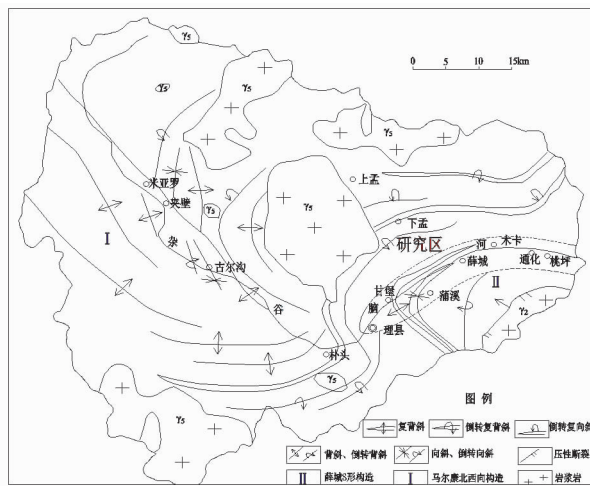 γ5
0 5 10 15km
γ5
γ5
γ5
米亚罗
上孟
夹壁
γ5
γ5
下孟
I
杂
研究区
河
木卡
古尔沟
薛城
通化
桃坪
甘堡
II
谷
脑
蒲溪
理县
γ2
朴头
γ5
γ5
图 例
复背斜
倒转复背斜
倒转复向斜
背斜、倒转背斜
向斜、倒转向斜
压性断裂
II
薛城S形构造
I
马尔康北西向构造
岩浆岩